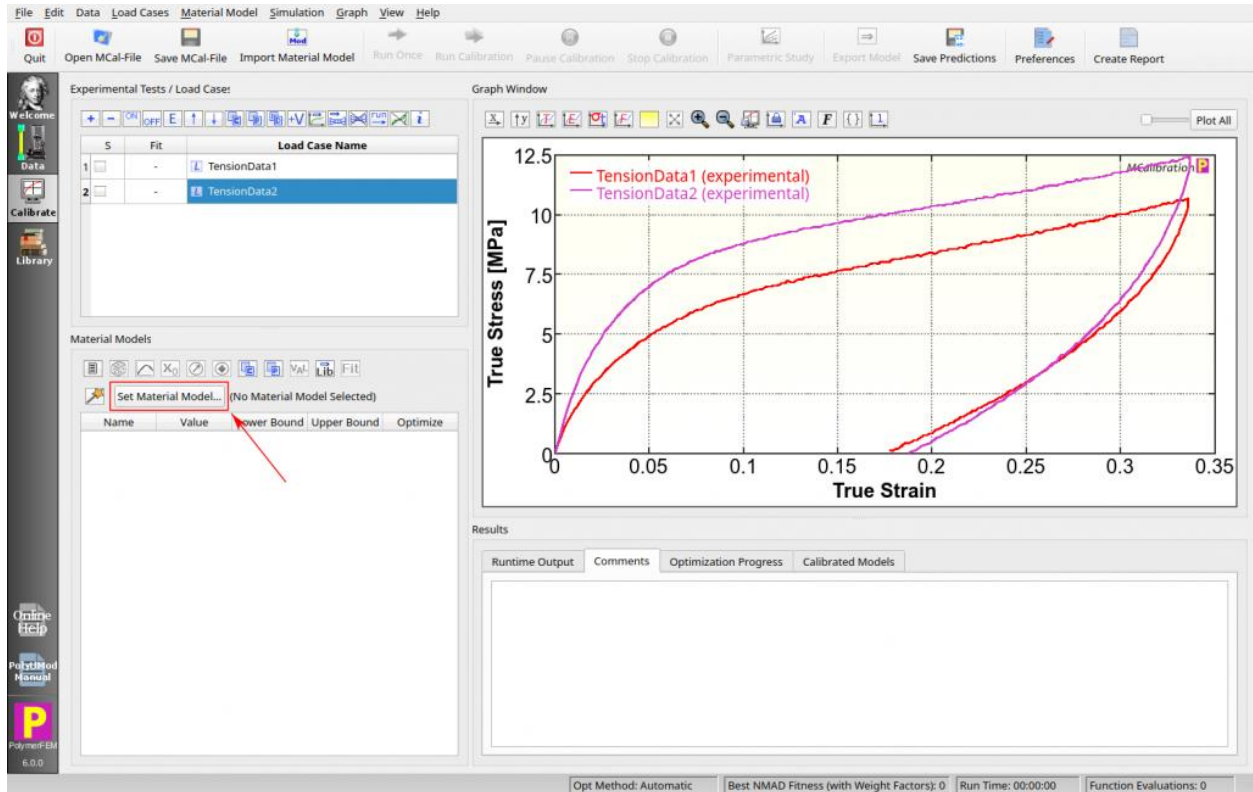 File Edit Data Load Cases Material Model Simulation Graph View Help
Quit Open MCal-File Save MCal-File Import Material Model Run Once Run Calibration Pause Calibration Stop Calibration Parametric Study Export Model Save Predictions Preferences Create Report
Welcome
Data
Calibrate
Library
Online Help
PolyUMod Manual
PolymerFEM
6.0.0
Experimental Tests / Load Cases
+ - ON OFF E +V run i
S Fit Load Case Name
1 - L TensionData1
2 - L TensionData2
Material Models
X₀ VAL Lib Fit
Set Material Model... (No Material Model Selected)
Name Value Lower Bound Upper Bound Optimize
Graph Window
Plot All
TensionData1 (experimental)
TensionData2 (experimental)
MCalibration P
True Stress [MPa]
12.5
10
7.5
5
2.5
0
0 0.05 0.1 0.15 0.2 0.25 0.3 0.35
True Strain
Results
Runtime Output Comments Optimization Progress Calibrated Models
Opt Method: Automatic Best NMAD Fitness (with Weight Factors): 0 Run Time: 00:00:00 Function Evaluations: 0